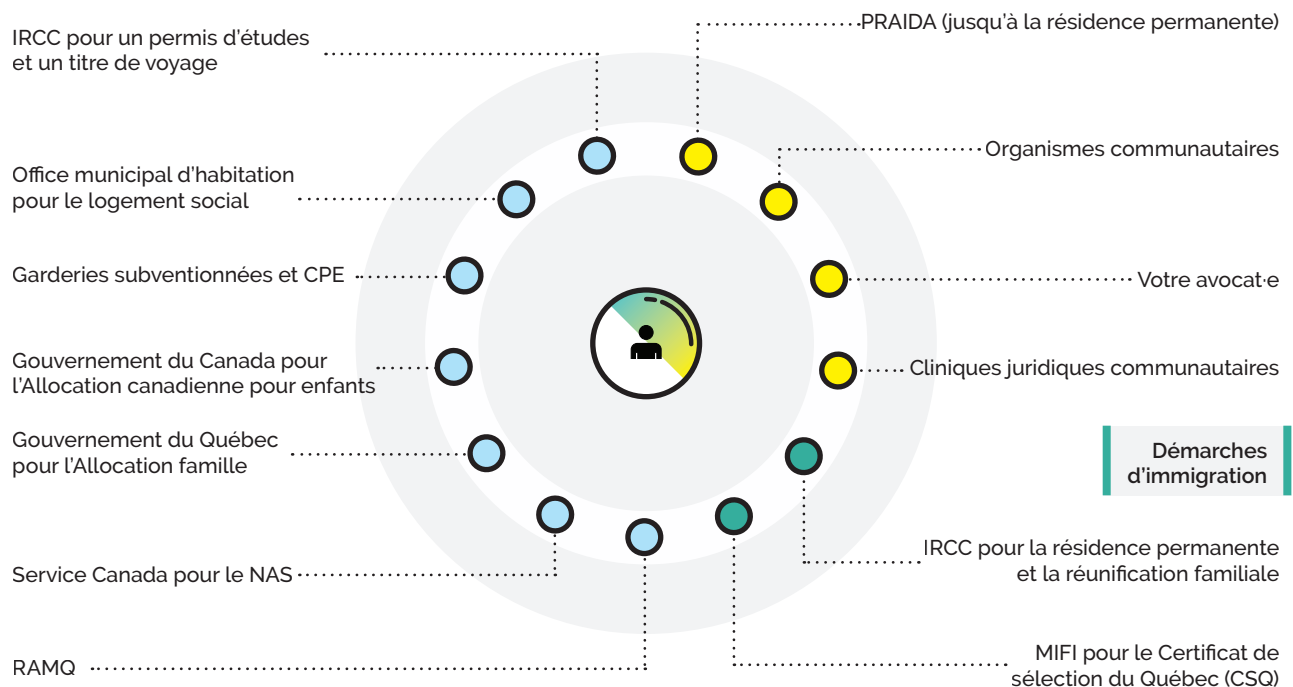 IRCC pour un permis d'études
et un titre de voyage
Office municipal d'habitation
pour le logement social
Garderies subventionnées et CPE
Gouvernement du Canada pour
l'Allocation canadienne pour enfants
Gouvernement du Québec
pour l'Allocation famille
Service Canada pour le NAS
RAMQ
PRAIDA (jusqu'à la résidence permanente)
Organismes communautaires
Votre avocat·e
Cliniques juridiques communautaires
Démarches
d'immigration
IRCC pour la résidence permanente
et la réunification familiale
MIFI pour le Certificat de
sélection du Québec (CSQ)